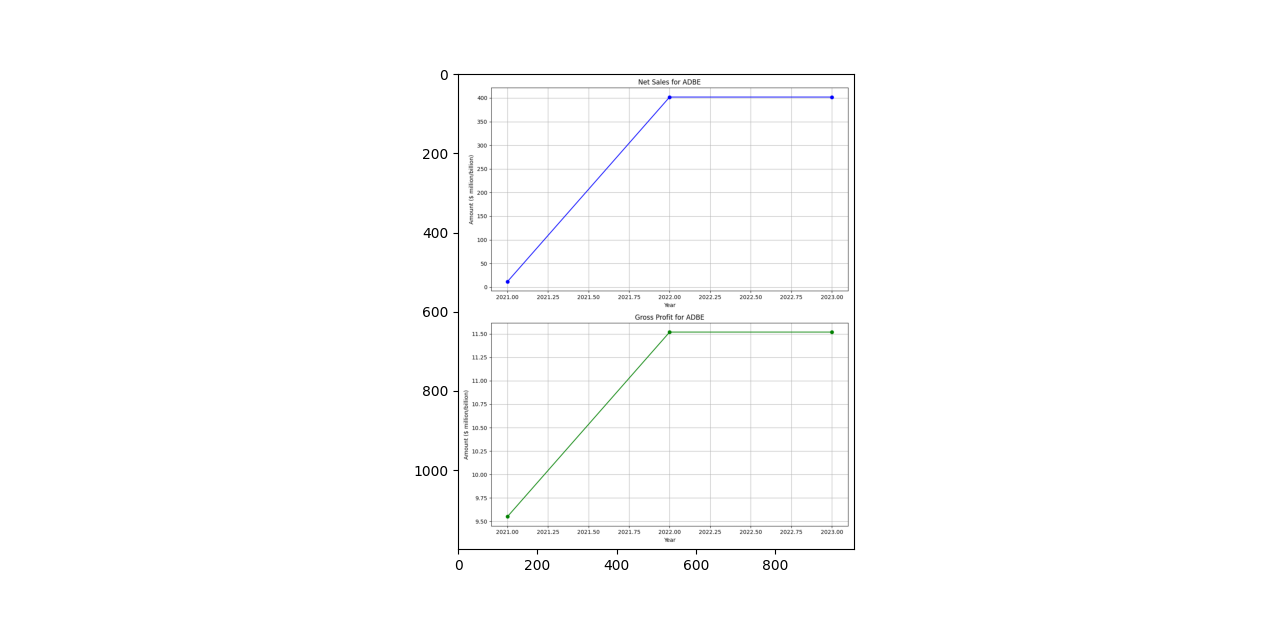 0
200
400
600
800
1000
0 200 400 600 800
Net Sales for ADBE
400
350
300
250
200
150
100
50
0
Amount ($ million/billion)
2021.00 2021.25 2021.50 2021.75 2022.00 2022.25 2022.50 2022.75 2023.00
Year
Gross Profit for ADBE
11.50
11.25
11.00
10.75
10.50
10.25
10.00
9.75
9.50
Amount ($ million/billion)
2021.00 2021.25 2021.50 2021.75 2022.00 2022.25 2022.50 2022.75 2023.00
Year